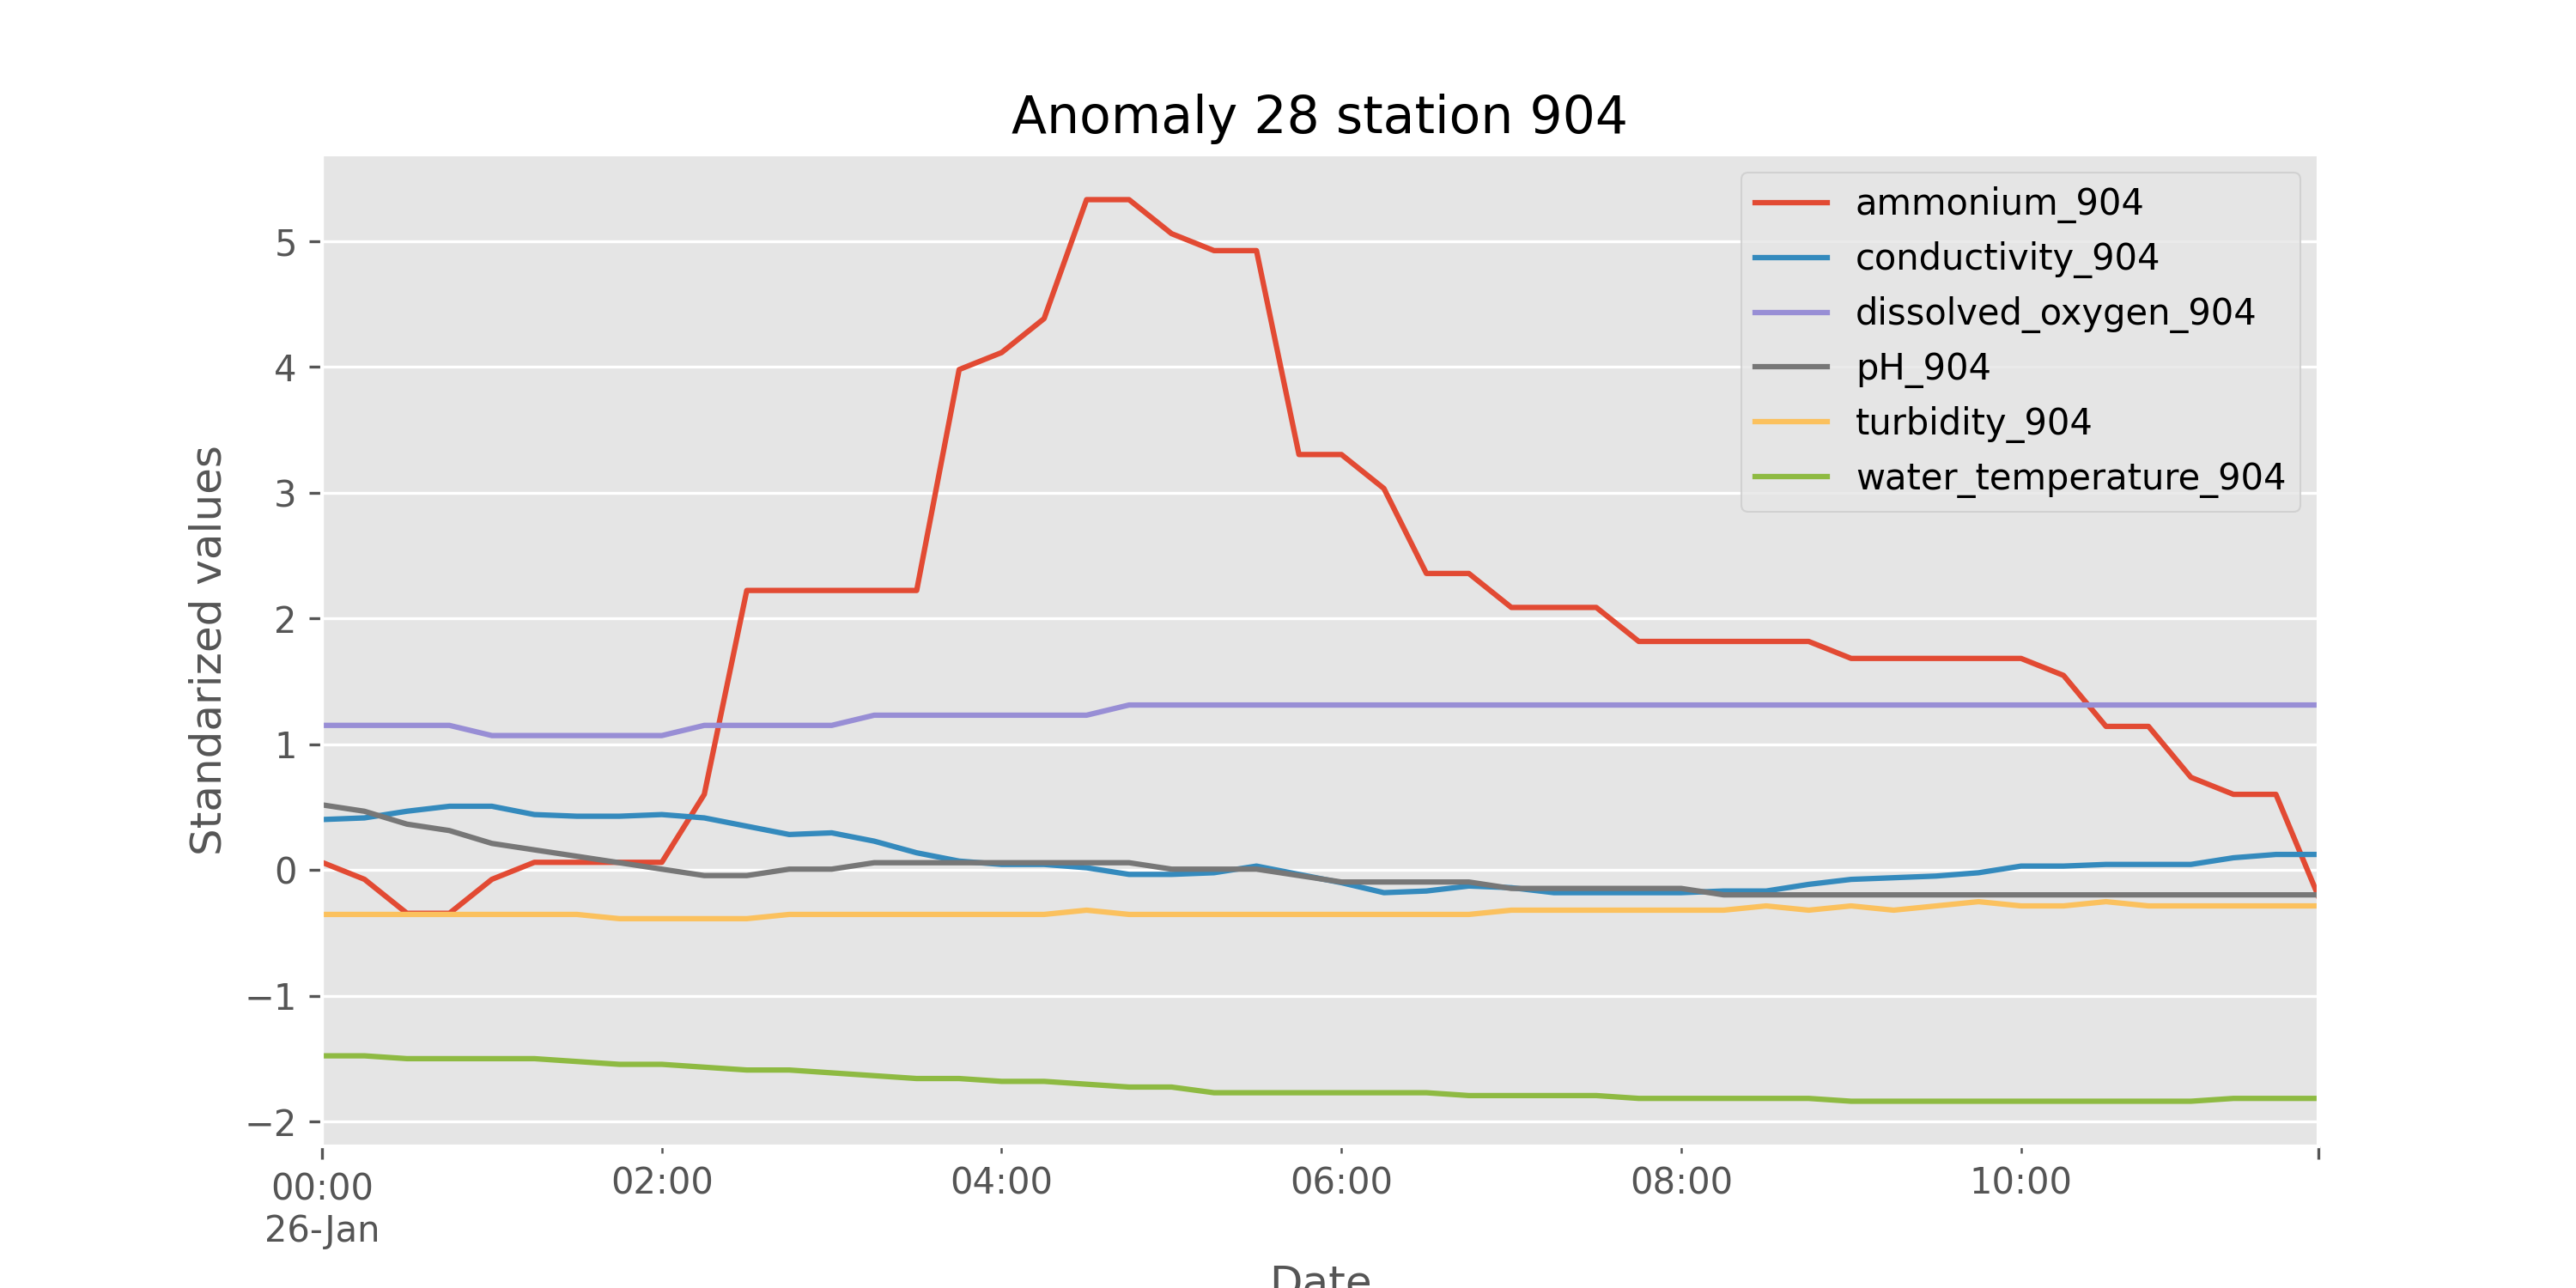 Anomaly 28 station 904
ammonium_904
conductivity_904
dissolved_oxygen_904
pH_904
turbidity_904
water_temperature_904
Standarized values
5
4
3
2
1
0
−1
−2
00:00
02:00
04:00
06:00
08:00
10:00
26-Jan
Date